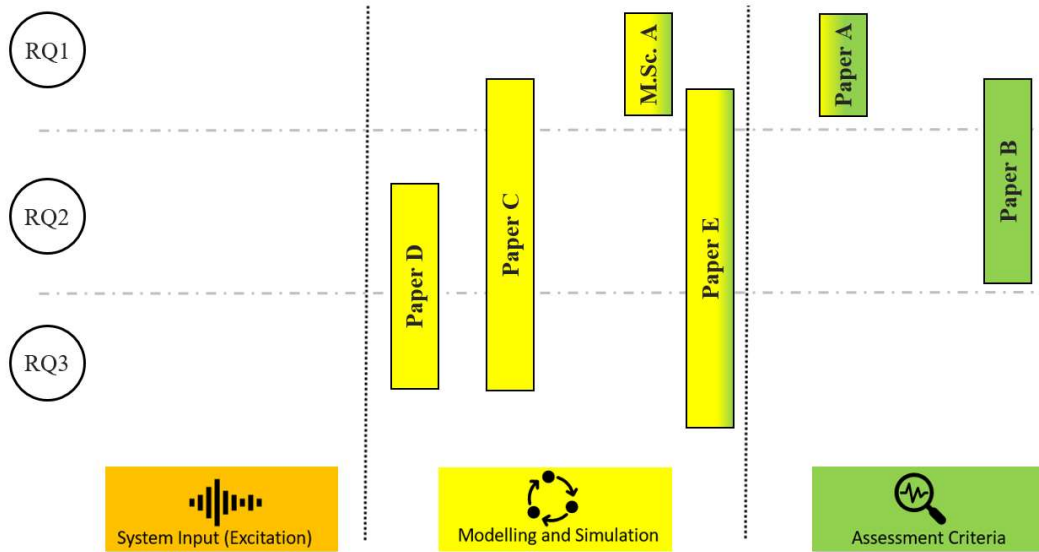 RQ1
M.Sc. A
Paper A
Paper C
Paper E
Paper B
RQ2
Paper D
RQ3
System Input (Excitation)
Modelling and Simulation
Assessment Criteria